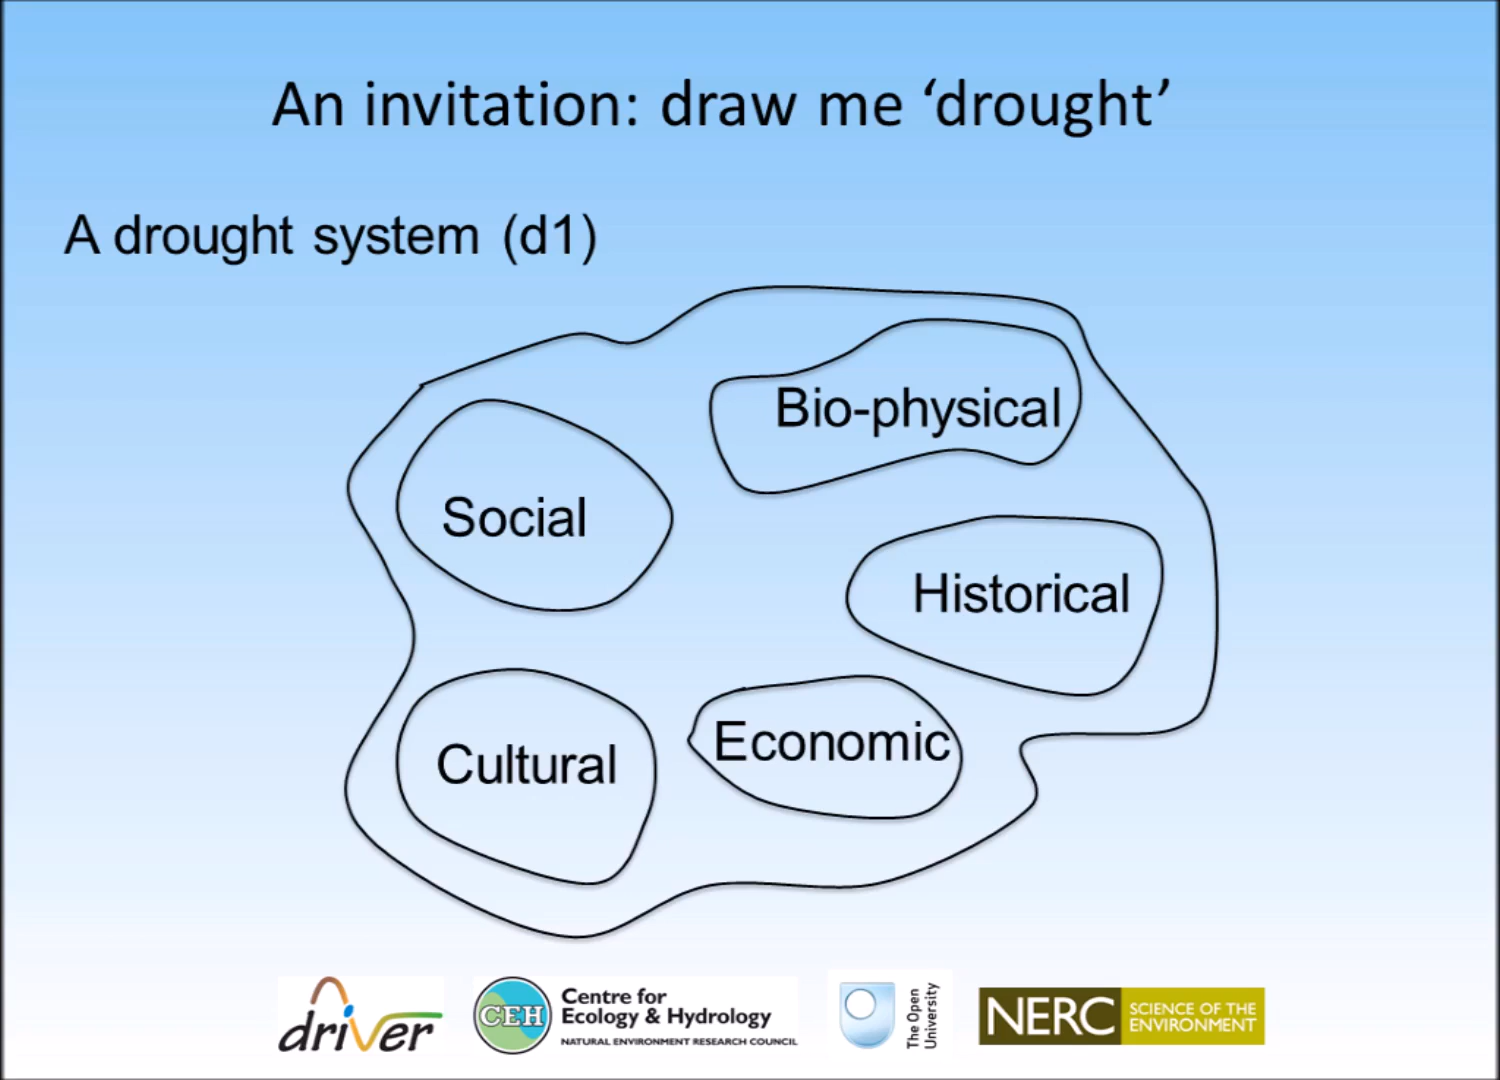 An invitation: draw me ‘drought’
A drought system (d1)
Bio-physical
Social
Historical
Economic
Cultural
driver
CEH
Centre for
Ecology & Hydrology
NATURAL ENVIRONMENT RESEARCH COUNCIL
The Open
University
NERC
SCIENCE OF THE
ENVIRONMENT